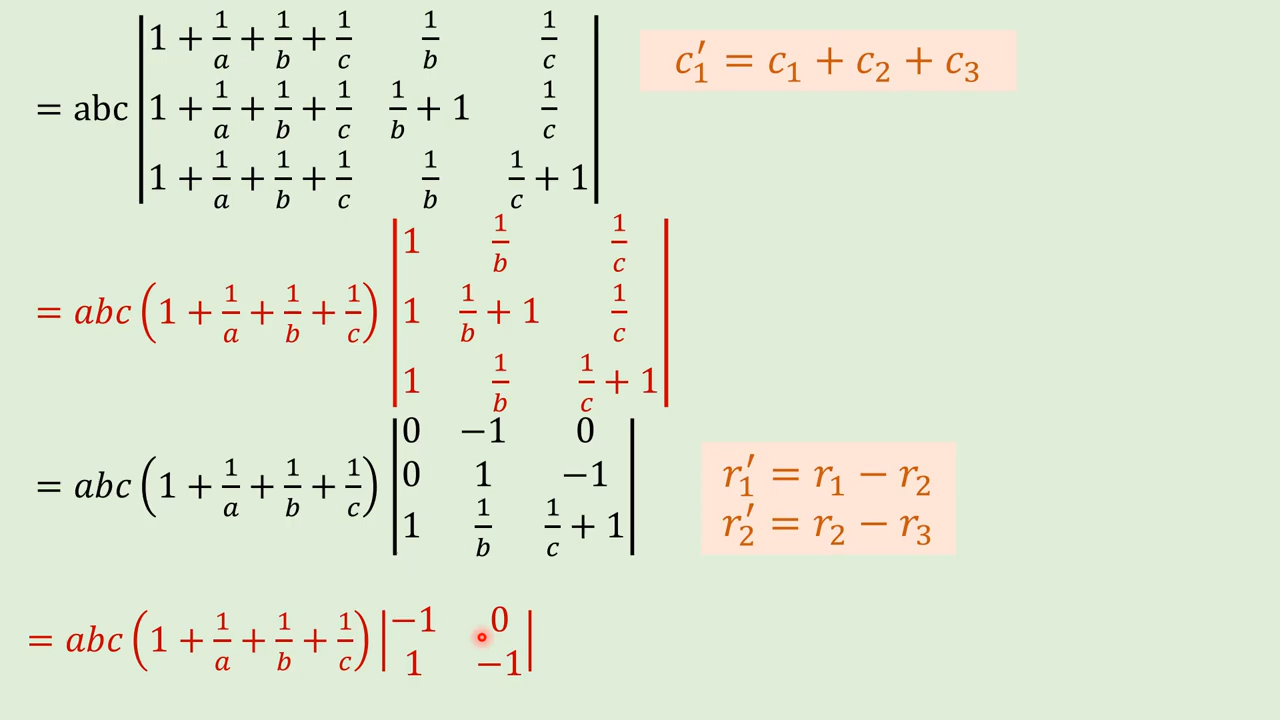 = abc | 1 + 1/a + 1/b + 1/c   1/b   1/c |
| 1 + 1/a + 1/b + 1/c   1/b + 1   1/c |
| 1 + 1/a + 1/b + 1/c   1/b   1/c + 1 |
c₁′ = c₁ + c₂ + c₃
= abc (1 + 1/a + 1/b + 1/c) | 1   1/b   1/c |
| 1   1/b + 1   1/c |
| 1   1/b   1/c + 1 |
= abc (1 + 1/a + 1/b + 1/c) | 0   −1   0 |
| 0   1   −1 |
| 1   1/b   1/c + 1 |
r₁′ = r₁ − r₂
r₂′ = r₂ − r₃
= abc (1 + 1/a + 1/b + 1/c) | −1   0 |
| 1   −1 |